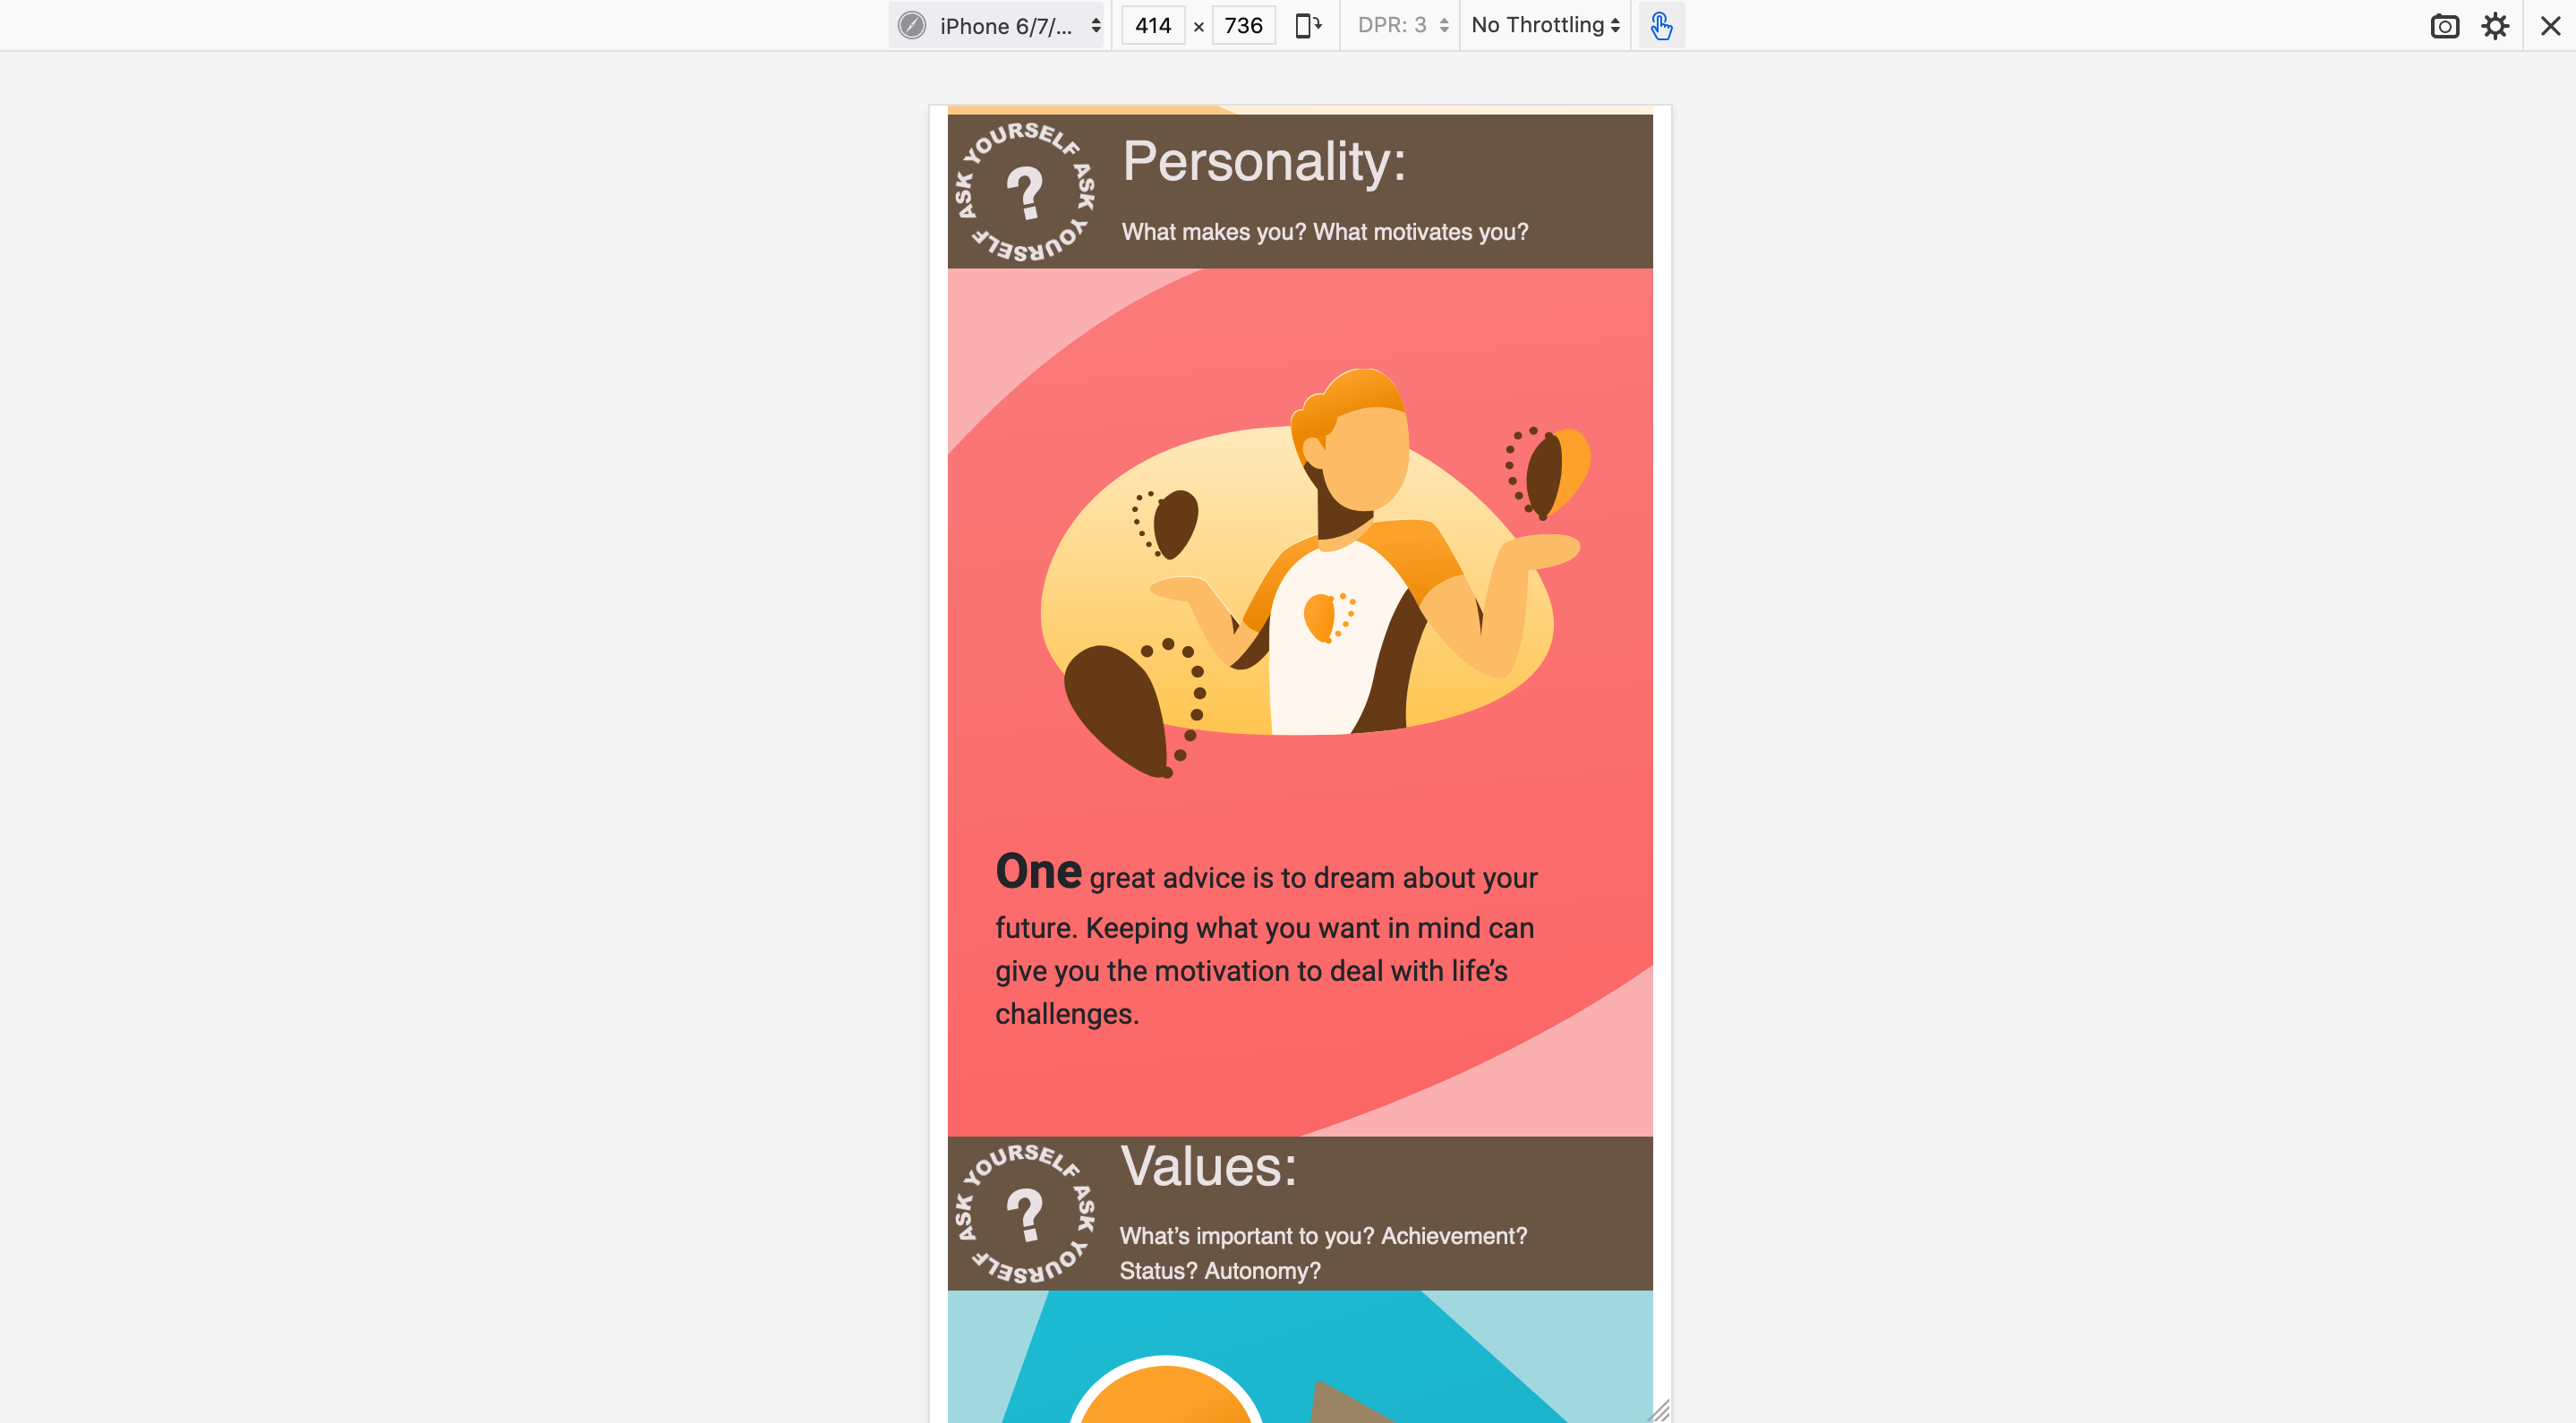 iPhone 6/7/... 414 × 736 DPR: 3 No Throttling
ASK YOURSELF ASK YOURSELF
?
Personality:
What makes you? What motivates you?
One great advice is to dream about your
future. Keeping what you want in mind can
give you the motivation to deal with life’s
challenges.
ASK YOURSELF ASK YOURSELF
?
Values:
What’s important to you? Achievement?
Status? Autonomy?